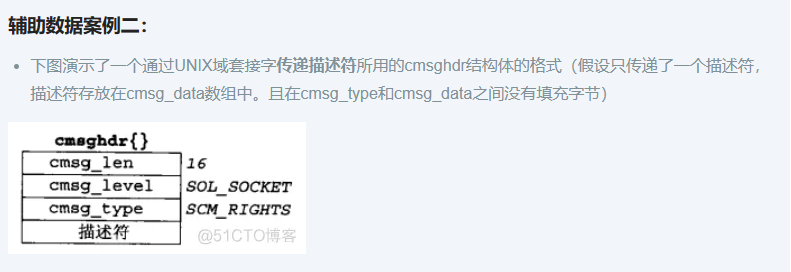 辅助数据案例二：
下图演示了一个通过UNIX域套接字传递描述符所用的cmsghdr结构体的格式（假设只传递了一个描述符，
描述符存放在cmsg_data数组中。且在cmsg_type和cmsg_data之间没有填充字节）
cmsghdr{}
cmsg_len 16
cmsg_level SOL_SOCKET
cmsg_type SCM_RIGHTS
描述符
@51CTO博客